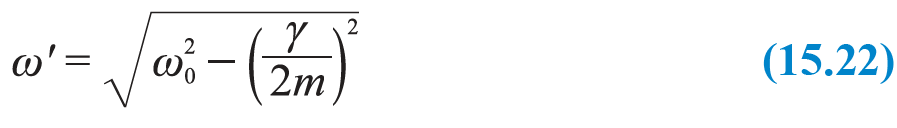 ω′ = √(ω₀² − (γ/2m)²) (15.22)